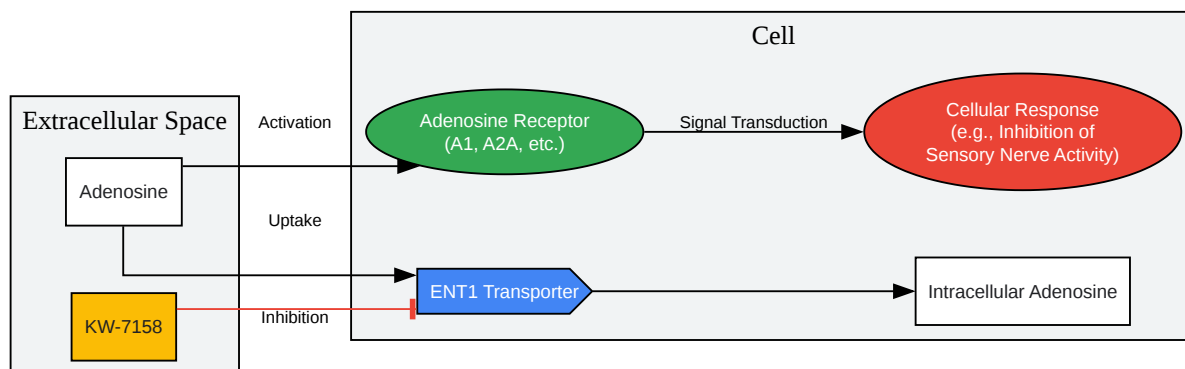 Cell
Extracellular Space
Activation
Adenosine Receptor
(A1, A2A, etc.)
Signal Transduction
Cellular Response
(e.g., Inhibition of
Sensory Nerve Activity)
Adenosine
Uptake
ENT1 Transporter
Intracellular Adenosine
KW-7158
Inhibition